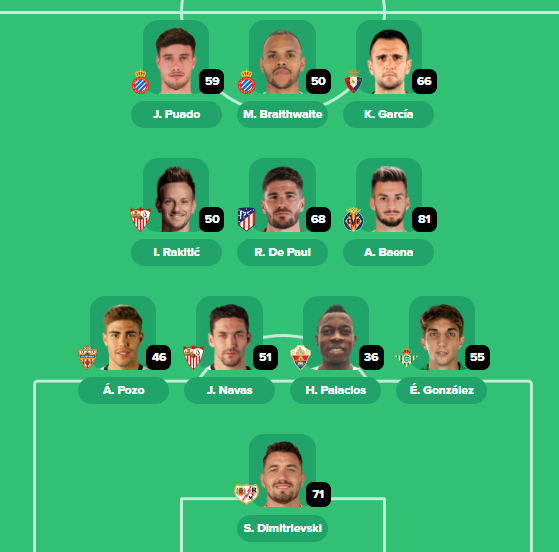 59
50
66
J. Puado
M. Braithwaite
K. García
50
68
81
I. Rakitić
R. De Paul
A. Baena
46
51
36
55
Á. Pozo
J. Navas
H. Palacios
É. González
71
S. Dimitrievski